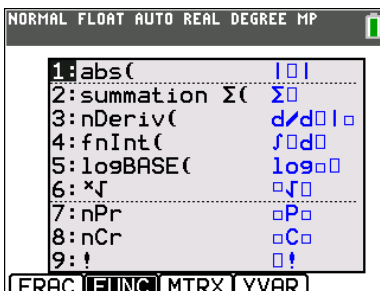 NORMAL FLOAT AUTO REAL DEGREE MP
1:abs( |□|
2:summation Σ( Σ□
3:nDeriv( d/d□|□
4:fnInt( ∫□d□
5:logBASE( log□□
6:ˣ√ □√□
7:nPr □P□
8:nCr □C□
9:! □!
FRAC FUNC MTRX YVAR